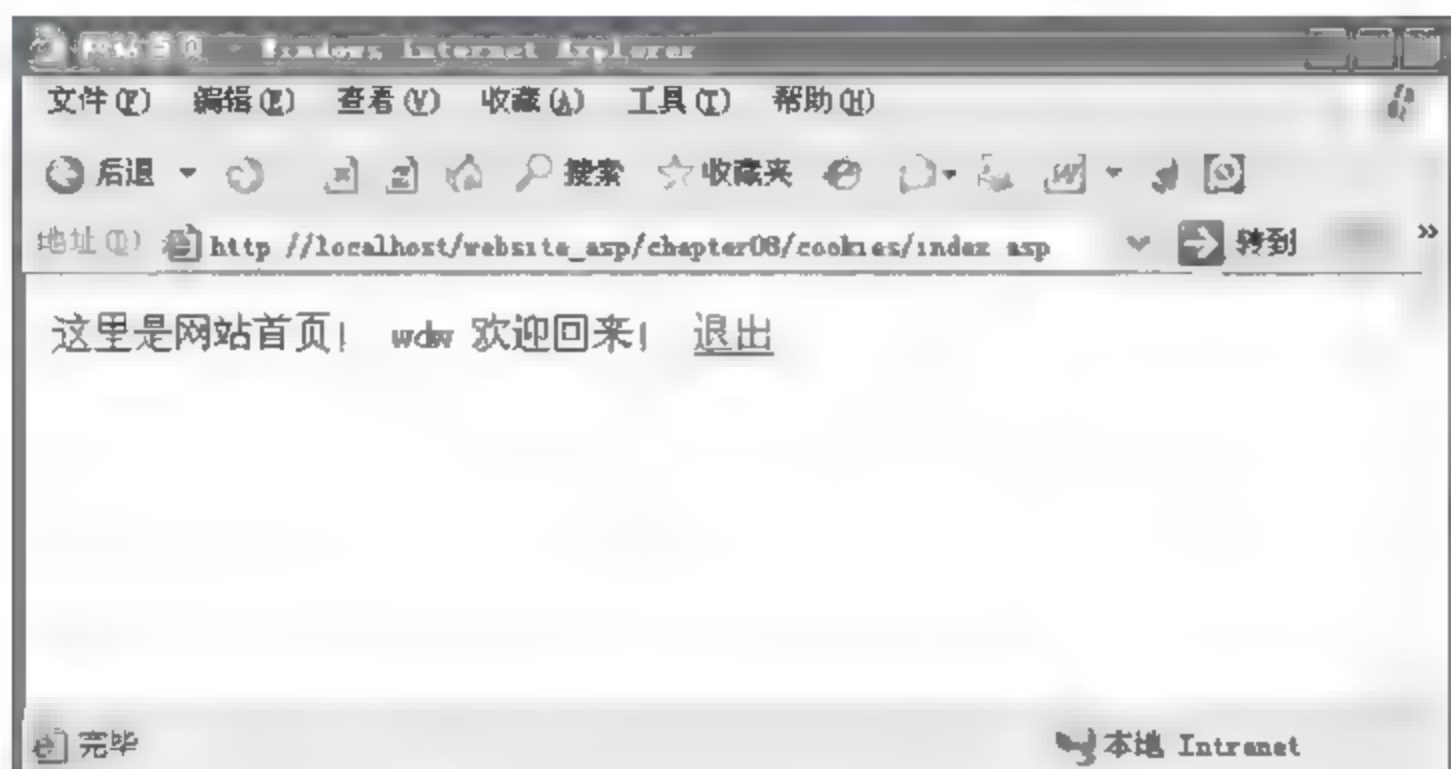 网站首页 - Windows Internet Explorer
文件(F) 编辑(E) 查看(V) 收藏(A) 工具(T) 帮助(H)
后退 搜索 收藏夹
地址(D) http //localhost/website_asp/chapter08/cookies/index asp 转到 »
这里是网站首页! wdw 欢迎回来! 退出
完毕 本地 Intranet